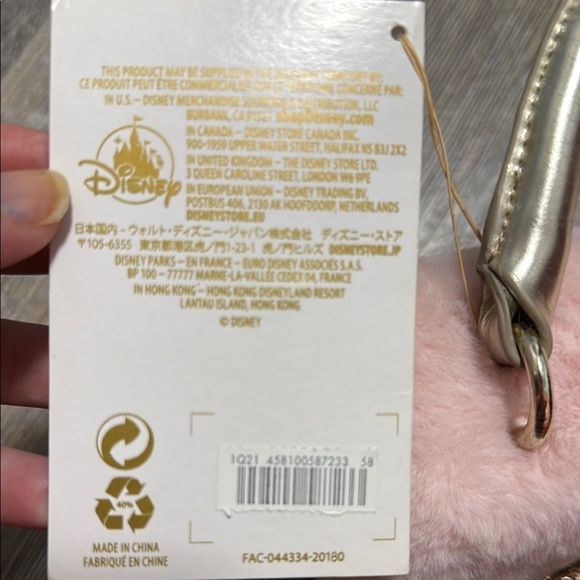 THIS PRODUCT MAY BE SUPPLIED IN THE TERRITORY BY:
CE PRODUIT PEUT ÊTRE COMMERCIALISÉ SUR CONCERNÉ PAR:
IN U.S. – DISNEY MERCHANDISE SOURCING & DISTRIBUTION, LLC
BURBANK, CA shopDisney.com
IN CANADA – DISNEY STORE CANADA INC.
900-1959 UPPER WATER STREET, HALIFAX NS B3J 2X2
IN UNITED KINGDOM – THE DISNEY STORE LTD.
3 QUEEN CAROLINE STREET, LONDON W6 9PE
Disney
IN EUROPEAN UNION – DISNEY TRADING BV,
POSTBUS 406, 2130 AK HOOFDDORP, NETHERLANDS
DISNEYSTORE.EU
日本国内 – ウォルト・ディズニー・ジャパン株式会社 ディズニー・ストア
〒105-6355 東京都港区虎ノ門1-23-1 虎ノ門ヒルズ DISNEYSTORE.JP
DISNEY PARKS – EN FRANCE – EURO DISNEY ASSOCIÉS S.A.S.
BP 100 – 77777 MARNE-LA-VALLÉE CEDEX 04, FRANCE
IN HONG KONG – HONG KONG DISNEYLAND RESORT
LANTAU ISLAND, HONG KONG
© DISNEY
1Q21 458100587233 58
40%
MADE IN CHINA
FABRIQUÉ EN CHINE
FAC-044334-20180